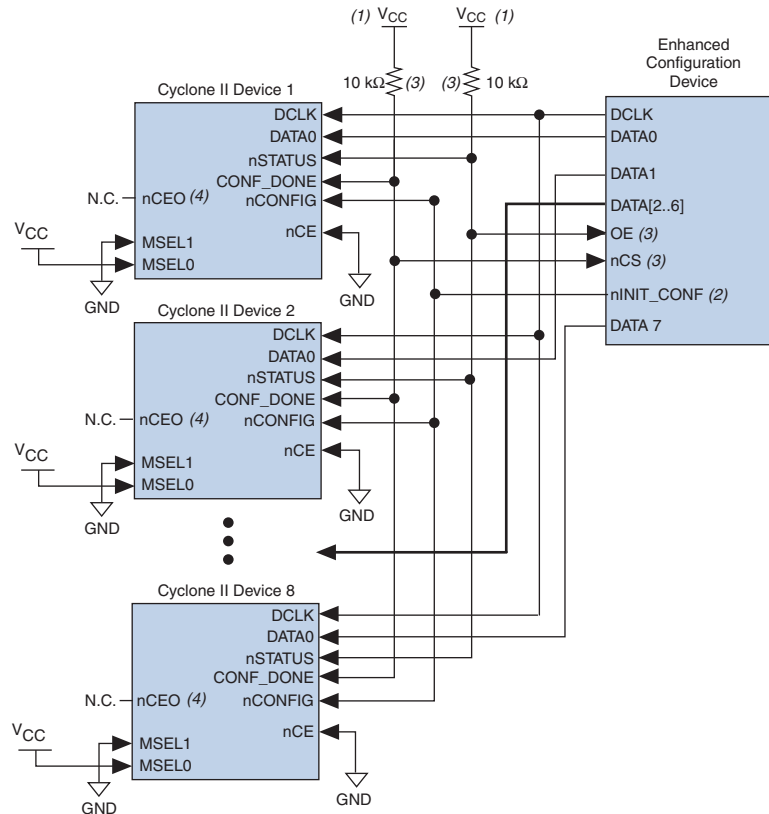 (1) VCC
VCC (1)
10 kΩ (3)
(3) 10 kΩ
Enhanced
Configuration
Device
DCLK
DATA0
DATA1
DATA[2..6]
OE (3)
nCS (3)
nINIT_CONF (2)
DATA 7
Cyclone II Device 1
DCLK
DATA0
nSTATUS
CONF_DONE
nCONFIG
nCE
N.C.
nCEO (4)
MSEL1
MSEL0
VCC
GND
GND
Cyclone II Device 2
DCLK
DATA0
nSTATUS
CONF_DONE
nCONFIG
nCE
N.C.
nCEO (4)
MSEL1
MSEL0
VCC
GND
GND
Cyclone II Device 8
DCLK
DATA0
nSTATUS
CONF_DONE
nCONFIG
nCE
N.C.
nCEO (4)
MSEL1
MSEL0
VCC
GND
GND